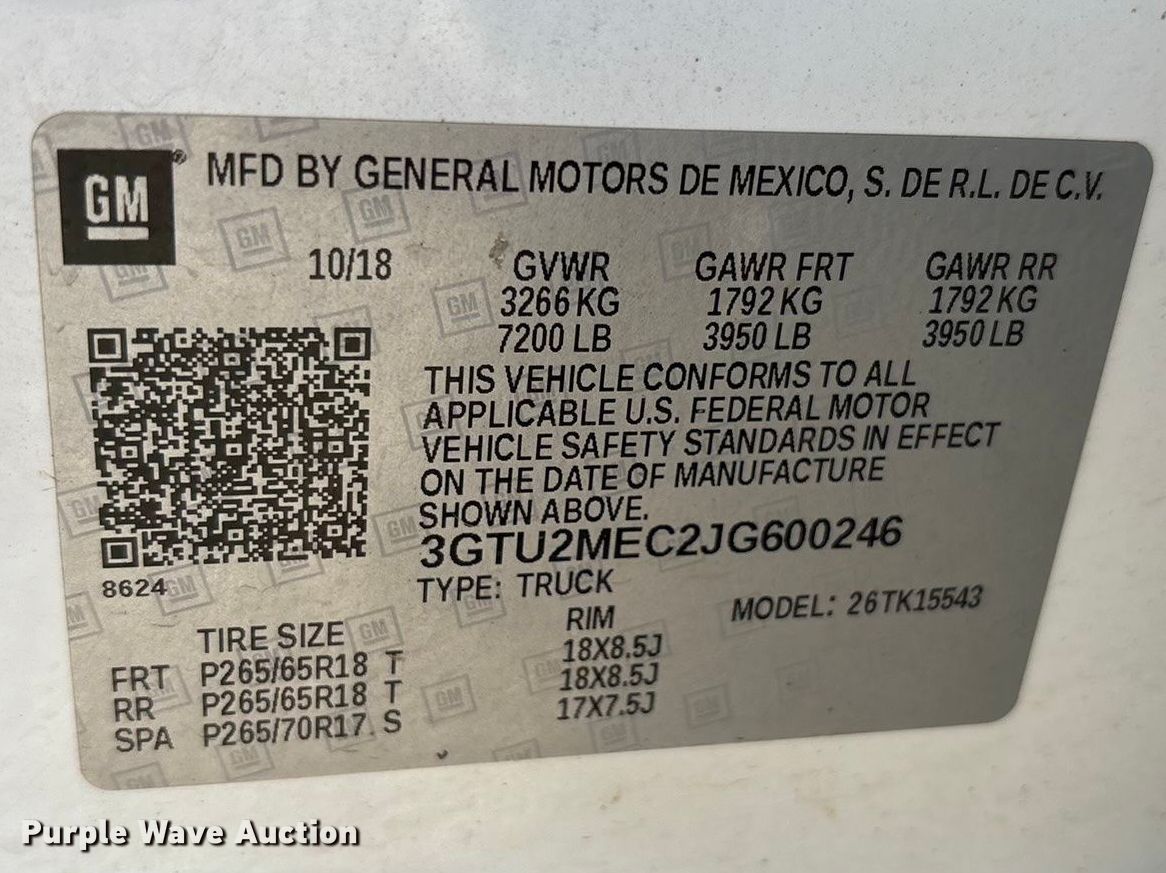 GM® MFD BY GENERAL MOTORS DE MEXICO, S. DE R.L. DE C.V.
10/18 GVWR GAWR FRT GAWR RR
3266 KG 1792 KG 1792 KG
7200 LB 3950 LB 3950 LB
THIS VEHICLE CONFORMS TO ALL
APPLICABLE U.S. FEDERAL MOTOR
VEHICLE SAFETY STANDARDS IN EFFECT
ON THE DATE OF MANUFACTURE
SHOWN ABOVE.
3GTU2MEC2JG600246
8624
TYPE: TRUCK
MODEL: 26TK15543
TIRE SIZE RIM
FRT P265/65R18 T 18X8.5J
RR P265/65R18 T 18X8.5J
SPA P265/70R17 S 17X7.5J
Purple Wave Auction